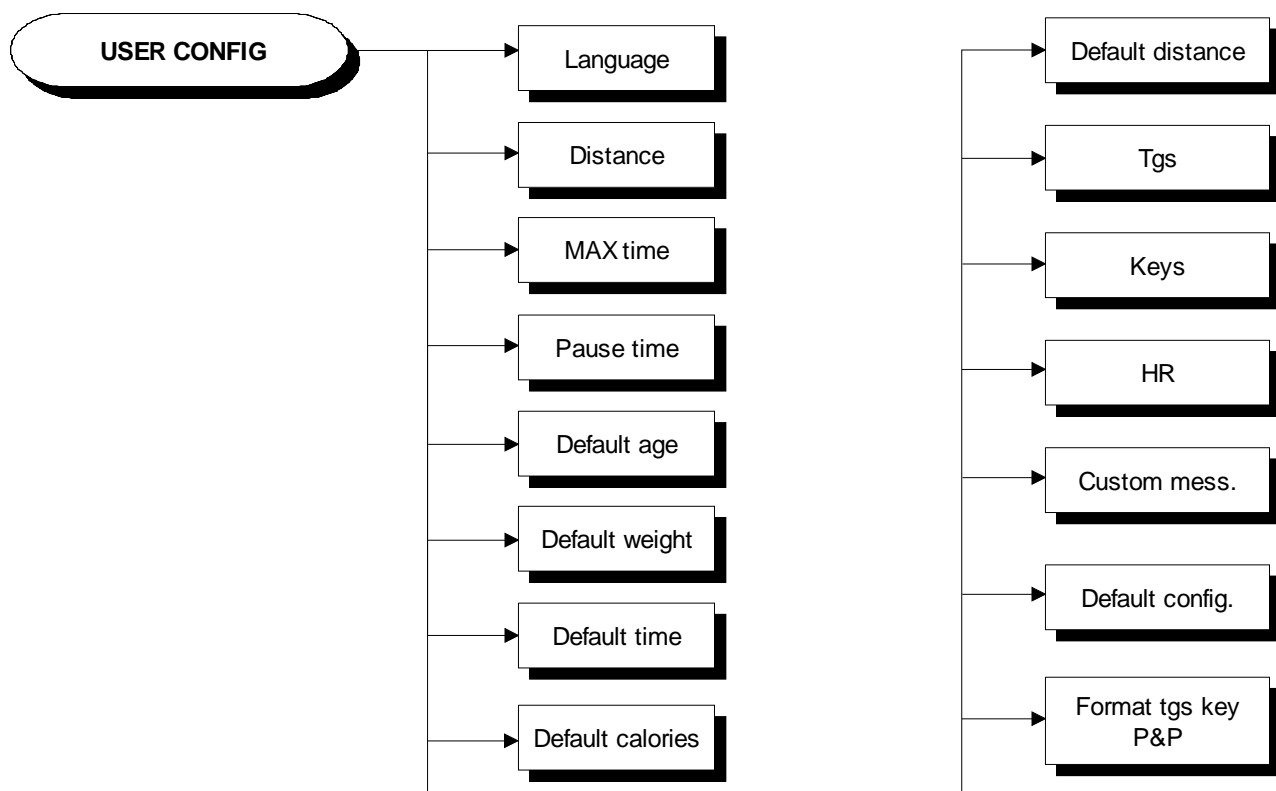 USER CONFIG
Language
Distance
MAX time
Pause time
Default age
Default weight
Default time
Default calories
Default distance
Tgs
Keys
HR
Custom mess.
Default config.
Format tgs key
P&P